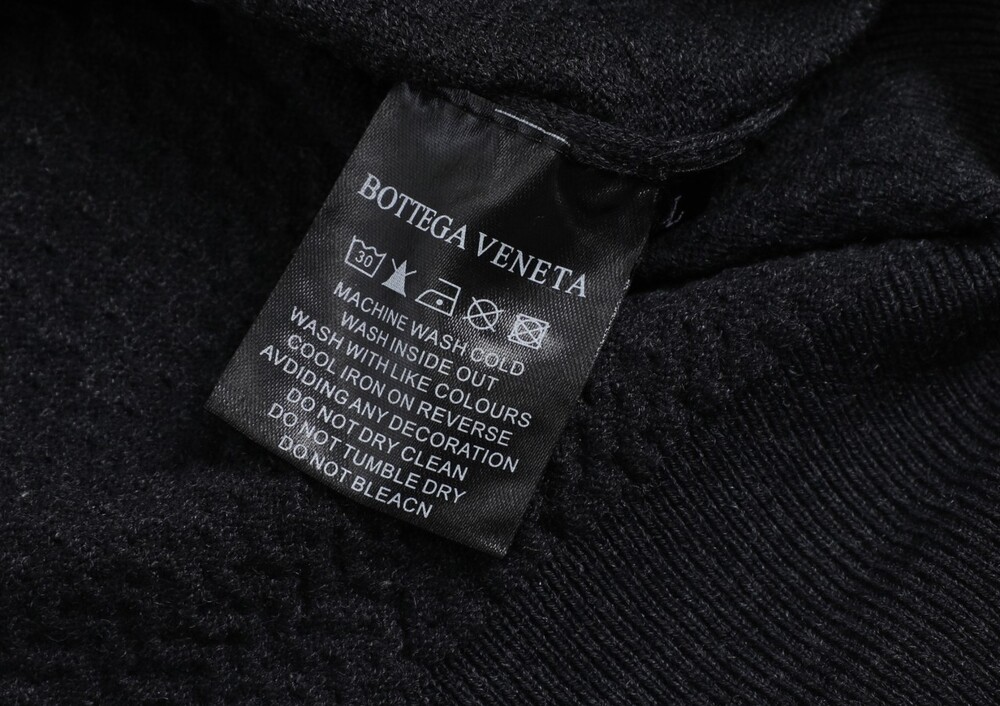 BOTTEGA VENETA
30
MACHINE WASH COLD
WASH INSIDE OUT
WASH WITH LIKE COLOURS
COOL IRON ON REVERSE
AVDIDING ANY DECORATION
DO NOT DRY CLEAN
DO NOT TUMBLE DRY
DO NOT BLEACN